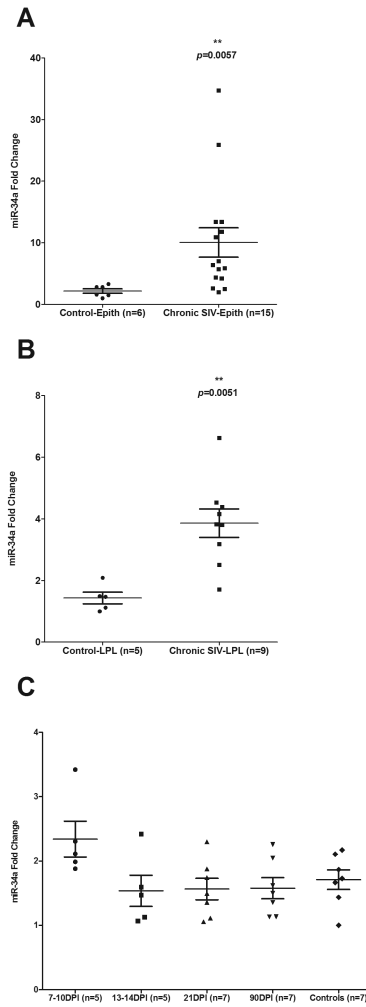 A
**
p=0.0057
40
30
20
10
0
miR-34a Fold Change
Control-Epith (n=6) Chronic SIV-Epith (n=15)
B
**
p=0.0051
8
6
4
2
0
miR-34a Fold Change
Control-LPL (n=5) Chronic SIV-LPL (n=9)
C
4
3
2
1
0
miR-34a Fold Change
7-10DPI (n=5) 13-14DPI (n=5) 21DPI (n=7) 90DPI (n=7) Controls (n=7)